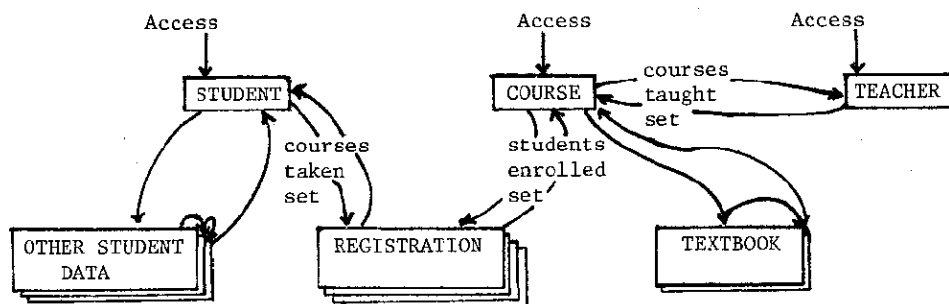 Access
Access
Access
STUDENT
COURSE
TEACHER
courses
taught
set
courses
taken
set
students
enrolled
set
OTHER STUDENT
DATA
REGISTRATION
TEXTBOOK